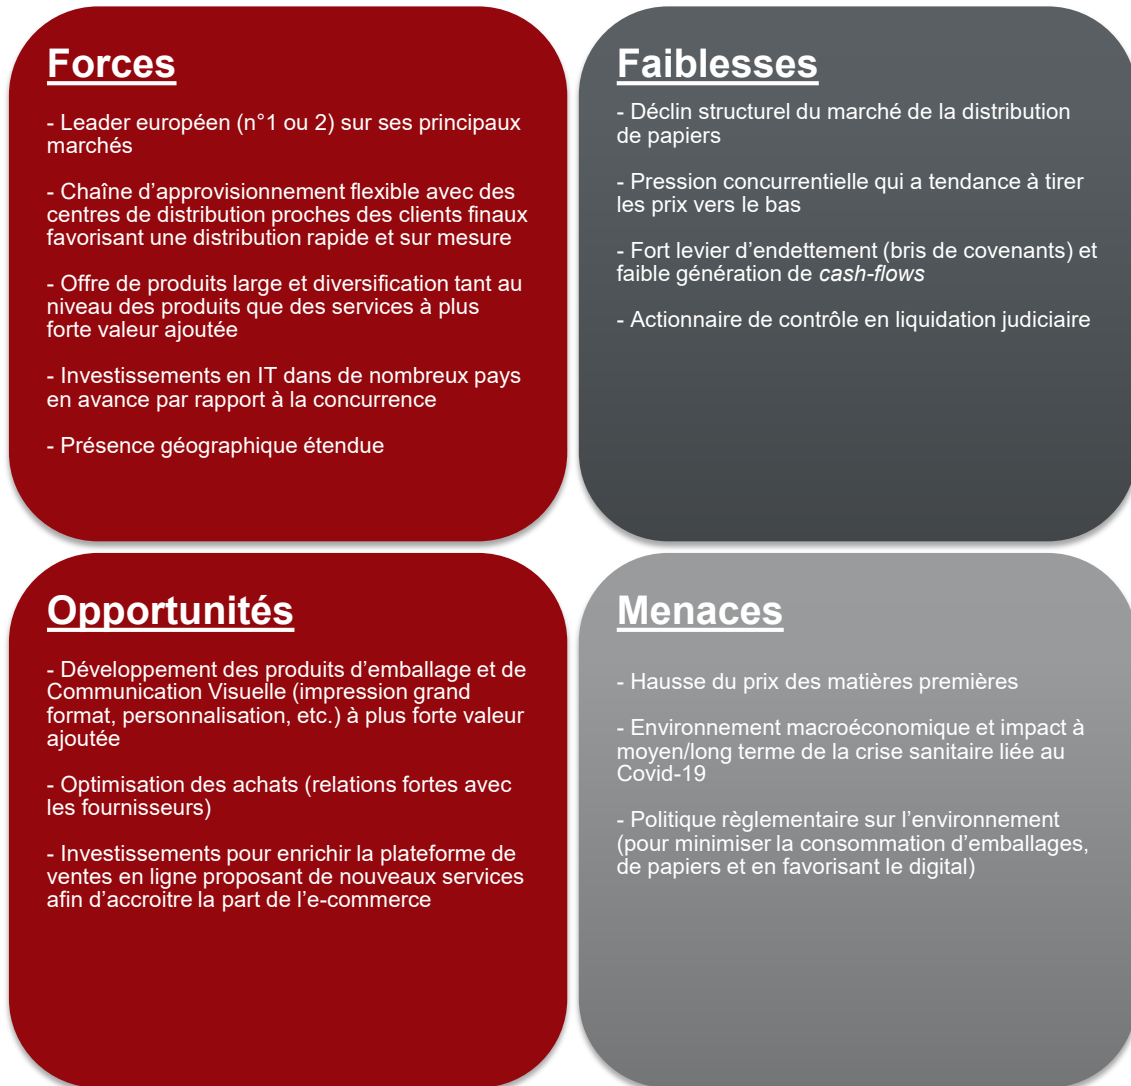 Forces
- Leader européen (n°1 ou 2) sur ses principaux
marchés
- Chaîne d’approvisionnement flexible avec des
centres de distribution proches des clients finaux
favorisant une distribution rapide et sur mesure
- Offre de produits large et diversification tant au
niveau des produits que des services à plus
forte valeur ajoutée
- Investissements en IT dans de nombreux pays
en avance par rapport à la concurrence
- Présence géographique étendue
Faiblesses
- Déclin structurel du marché de la distribution
de papiers
- Pression concurrentielle qui a tendance à tirer
les prix vers le bas
- Fort levier d’endettement (bris de covenants) et
faible génération de cash-flows
- Actionnaire de contrôle en liquidation judiciaire
Opportunités
- Développement des produits d’emballage et de
Communication Visuelle (impression grand
format, personnalisation, etc.) à plus forte valeur
ajoutée
- Optimisation des achats (relations fortes avec
les fournisseurs)
- Investissements pour enrichir la plateforme de
ventes en ligne proposant de nouveaux services
afin d’accroitre la part de l’e-commerce
Menaces
- Hausse du prix des matières premières
- Environnement macroéconomique et impact à
moyen/long terme de la crise sanitaire liée au
Covid-19
- Politique règlementaire sur l’environnement
(pour minimiser la consommation d’emballages,
de papiers et en favorisant le digital)